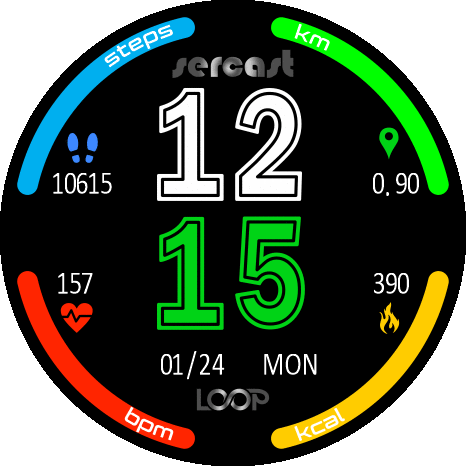 steps
km
sercast
12
10615
0.90
15
157
390
01/24 MON
bpm
LOOP
kcal